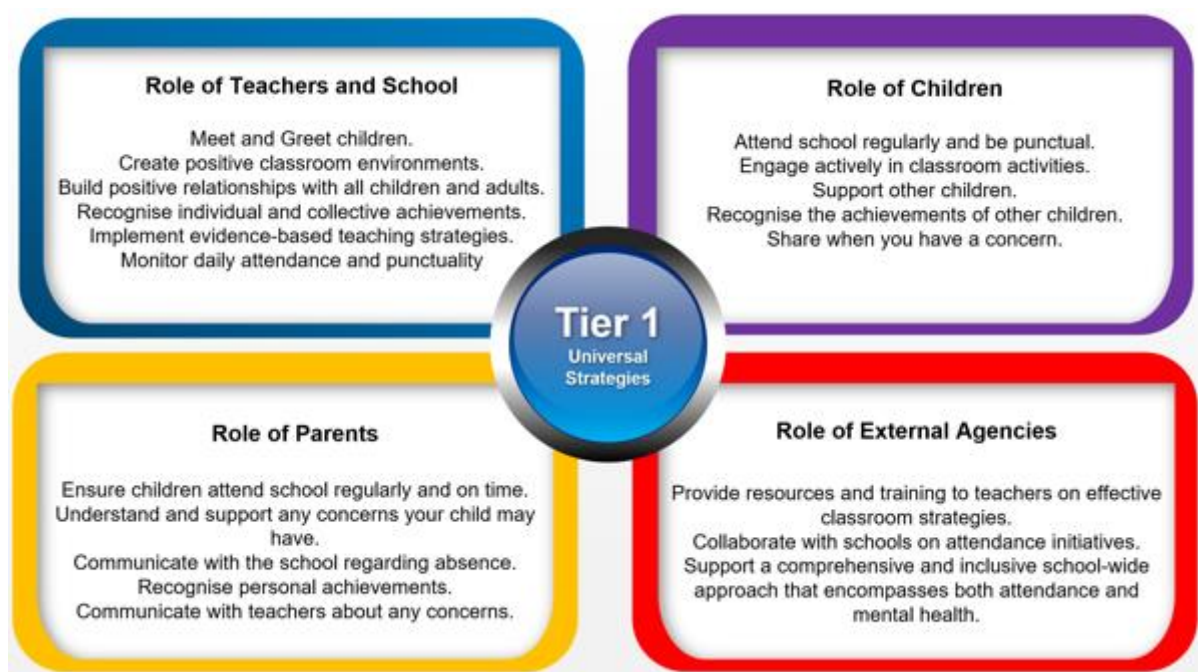 Role of Teachers and School
Meet and Greet children.
Create positive classroom environments.
Build positive relationships with all children and adults.
Recognise individual and collective achievements.
Implement evidence-based teaching strategies.
Monitor daily attendance and punctuality
Role of Children
Attend school regularly and be punctual.
Engage actively in classroom activities.
Support other children.
Recognise the achievements of other children.
Share when you have a concern.
Tier 1
Universal
Strategies
Role of Parents
Ensure children attend school regularly and on time.
Understand and support any concerns your child may
have.
Communicate with the school regarding absence.
Recognise personal achievements.
Communicate with teachers about any concerns.
Role of External Agencies
Provide resources and training to teachers on effective
classroom strategies.
Collaborate with schools on attendance initiatives.
Support a comprehensive and inclusive school-wide
approach that encompasses both attendance and
mental health.